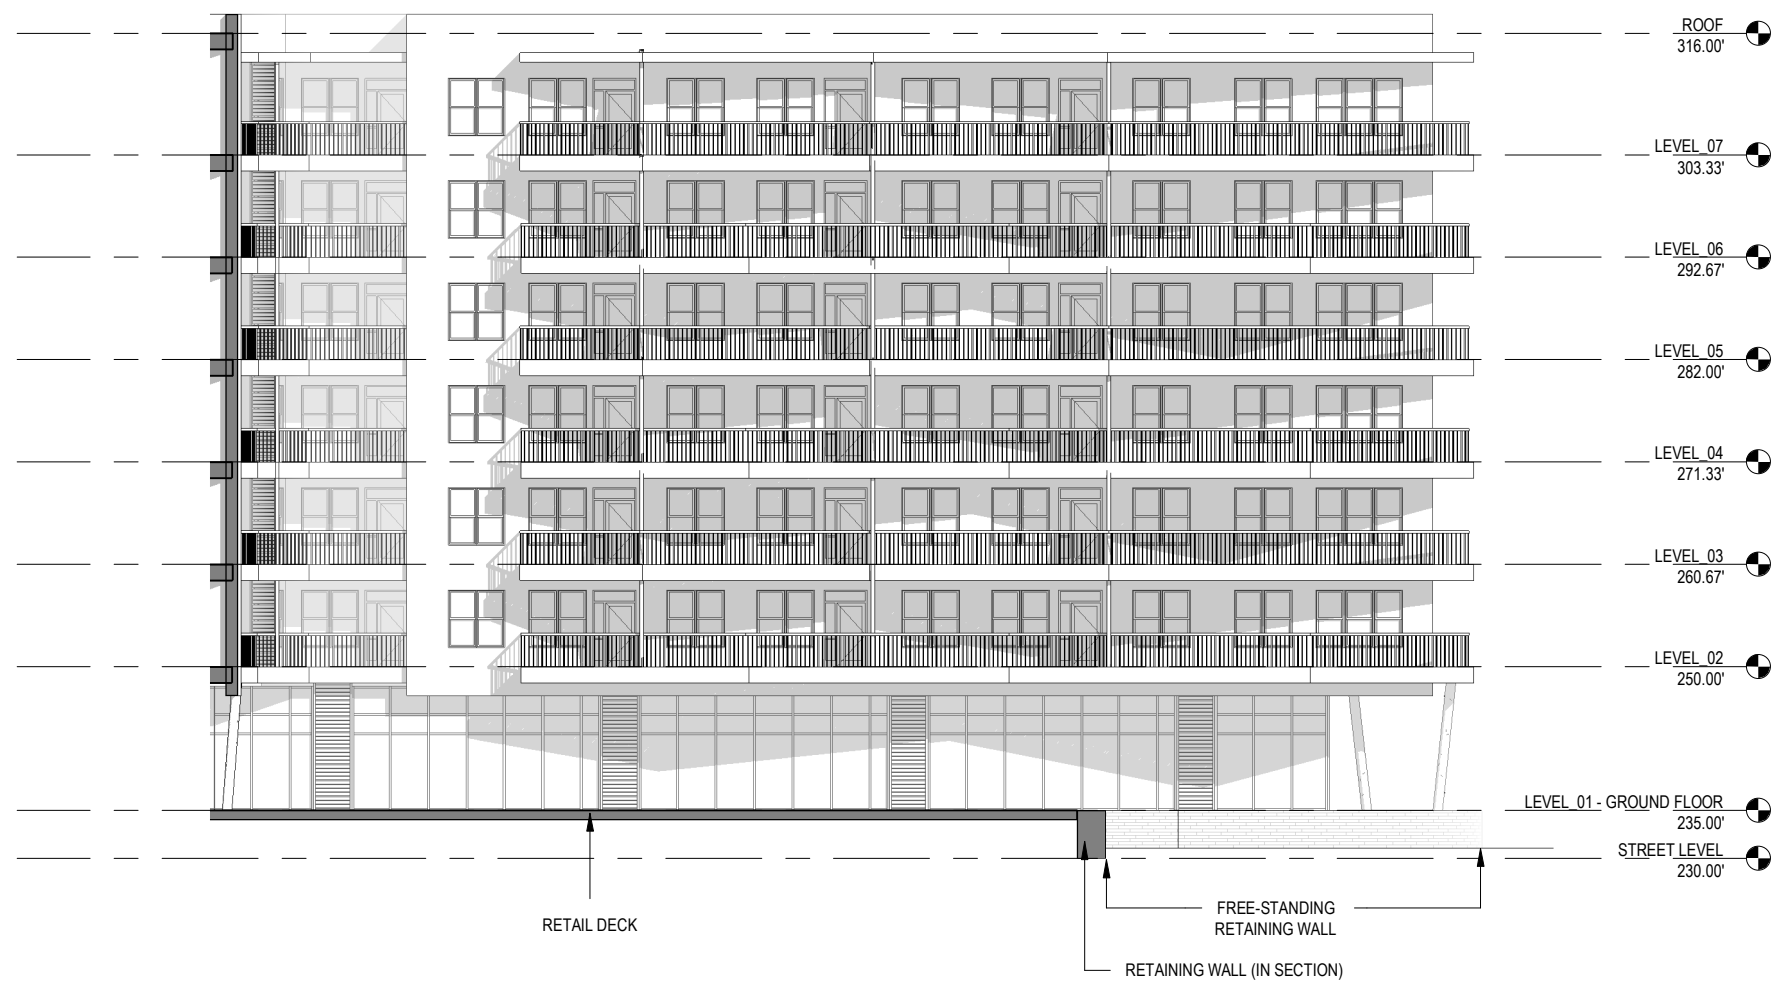 ROOF
316.00'
LEVEL_07
303.33'
LEVEL_06
292.67'
LEVEL_05
282.00'
LEVEL_04
271.33'
LEVEL_03
260.67'
LEVEL_02
250.00'
LEVEL_01 - GROUND FLOOR
235.00'
STREET LEVEL
230.00'
RETAIL DECK
FREE-STANDING
RETAINING WALL
RETAINING WALL (IN SECTION)